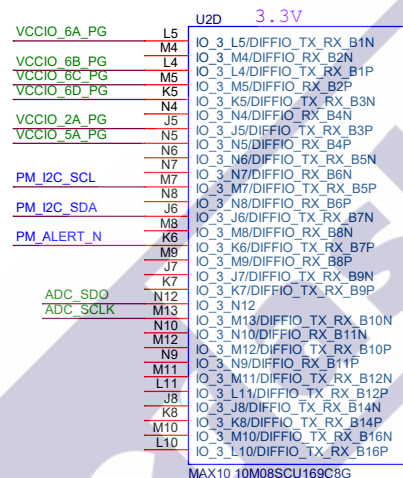 U2D 3.3V
VCCIO_6A_PG L5 IO_3_L5/DIFFIO_TX_RX_B1N
M4 IO_3_M4/DIFFIO_RX_B2N
VCCIO_6B_PG L4 IO_3_L4/DIFFIO_TX_RX_B1P
VCCIO_6C_PG M5 IO_3_M5/DIFFIO_RX_B2P
VCCIO_6D_PG K5 IO_3_K5/DIFFIO_TX_RX_B3N
N4 IO_3_N4/DIFFIO_RX_B4N
VCCIO_2A_PG J5 IO_3_J5/DIFFIO_TX_RX_B3P
VCCIO_5A_PG N5 IO_3_N5/DIFFIO_RX_B4P
N6 IO_3_N6/DIFFIO_TX_RX_B5N
N7 IO_3_N7/DIFFIO_RX_B6N
PM_I2C_SCL M7 IO_3_M7/DIFFIO_TX_RX_B5P
N8 IO_3_N8/DIFFIO_RX_B6P
PM_I2C_SDA J6 IO_3_J6/DIFFIO_TX_RX_B7N
M8 IO_3_M8/DIFFIO_RX_B8N
PM_ALERT_N K6 IO_3_K6/DIFFIO_TX_RX_B7P
M9 IO_3_M9/DIFFIO_RX_B8P
J7 IO_3_J7/DIFFIO_TX_RX_B9N
K7 IO_3_K7/DIFFIO_TX_RX_B9P
ADC_SDO N12 IO_3_N12
ADC_SCLK M13 IO_3_M13/DIFFIO_TX_RX_B10N
N10 IO_3_N10/DIFFIO_RX_B11N
M12 IO_3_M12/DIFFIO_TX_RX_B10P
N9 IO_3_N9/DIFFIO_RX_B11P
M11 IO_3_M11/DIFFIO_TX_RX_B12N
L11 IO_3_L11/DIFFIO_TX_RX_B12P
J8 IO_3_J8/DIFFIO_TX_RX_B14N
K8 IO_3_K8/DIFFIO_TX_RX_B14P
M10 IO_3_M10/DIFFIO_TX_RX_B16N
L10 IO_3_L10/DIFFIO_TX_RX_B16P
MAX10 10M08SCU169C8G